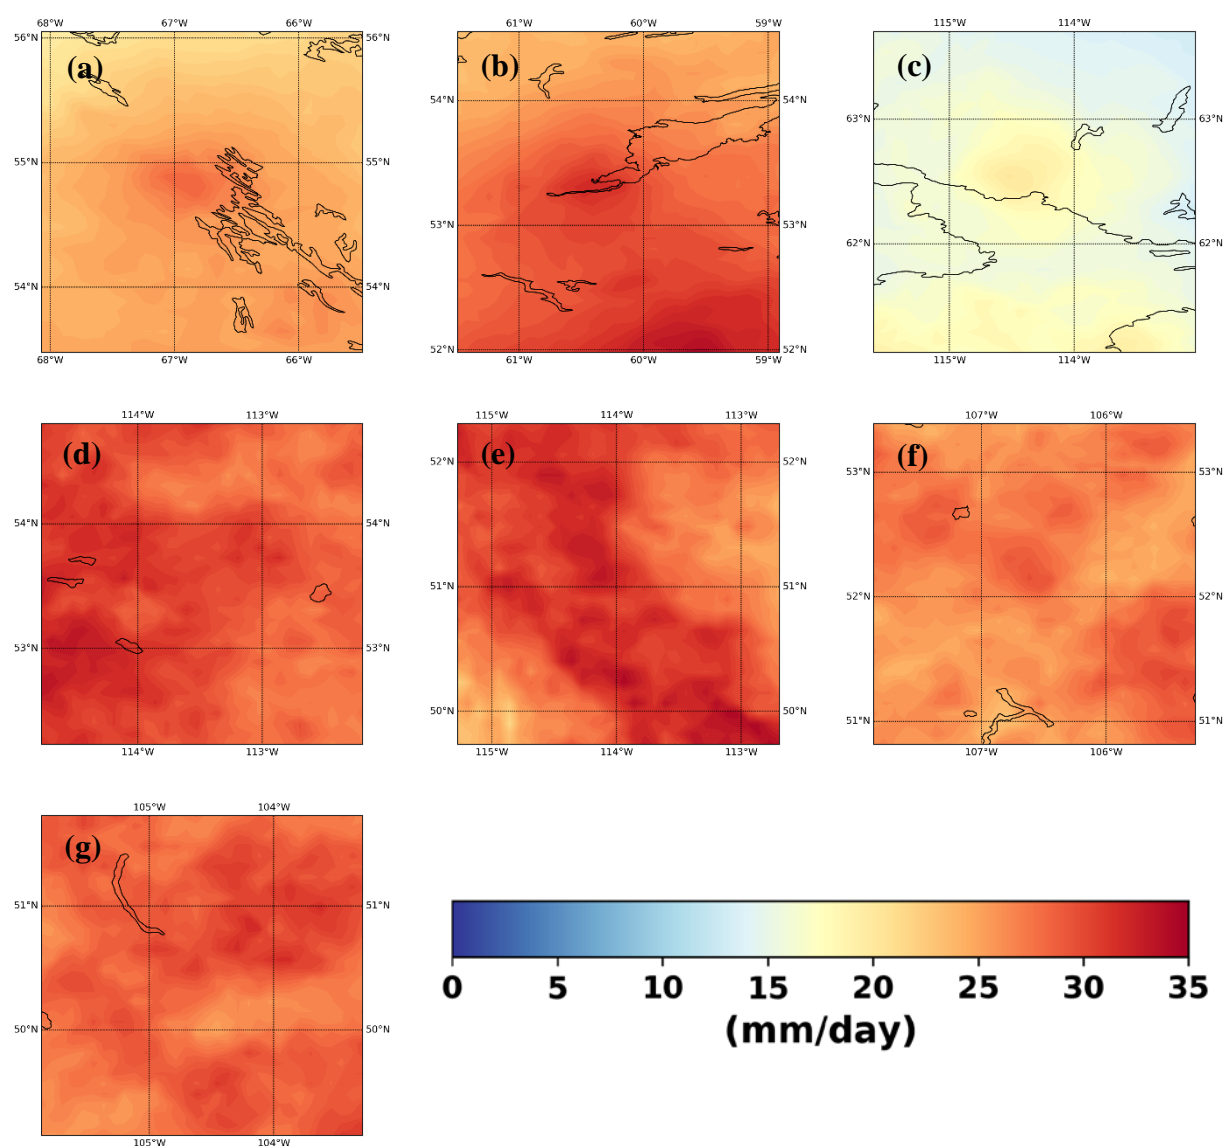 68°W 67°W 66°W
61°W 60°W 59°W
115°W 114°W
56°N 56°N
(a) (b) (c)
54°N 54°N
63°N 63°N
55°N 55°N
53°N 53°N
62°N 62°N
54°N 54°N
52°N 52°N
68°W 67°W 66°W
61°W 60°W 59°W
115°W 114°W
114°W 113°W
115°W 114°W 113°W
107°W 106°W
(d) (e) (f)
52°N 52°N
53°N 53°N
54°N 54°N
51°N 51°N
52°N 52°N
53°N 53°N
50°N 50°N
51°N 51°N
114°W 113°W
115°W 114°W 113°W
107°W 106°W
105°W 104°W
(g)
51°N 51°N
50°N 50°N
105°W 104°W
0 5 10 15 20 25 30 35
(mm/day)